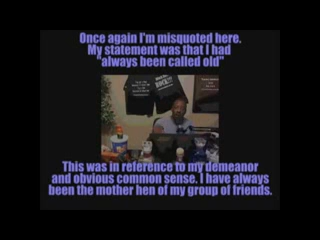 Once again I'm misquoted here.
My statement was that I had
"always been called old"
This was in reference to my demeanor
and obvious common sense. I have always
been the mother hen of my group of friends.